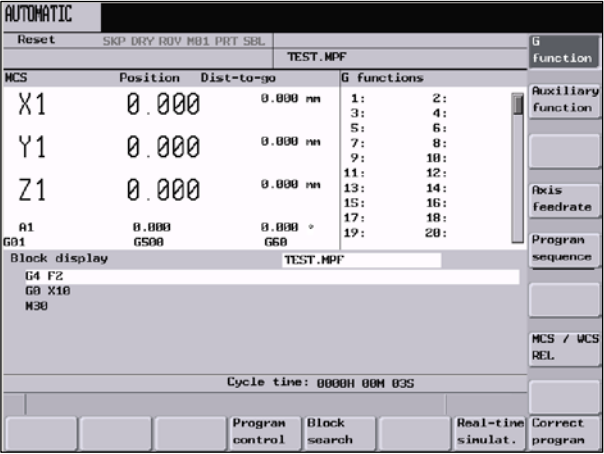 AUTOMATIC
Reset SKP DRY ROV M01 PRT SBL
TEST.MPF
MCS Position Dist-to-go
X1 0.000 0.000 mm
Y1 0.000 0.000 mm
Z1 0.000 0.000 mm
A1 0.000 0.000 °
G01 G500 G60
G functions
1: 2:
3: 4:
5: 6:
7: 8:
9: 10:
11: 12:
13: 14:
15: 16:
17: 18:
19: 20:
Block display TEST.MPF
G4 F2
G0 X10
M30
Cycle time: 0000H 00M 03S
G
function
Auxiliary
function
Axis
feedrate
Program
sequence
MCS / WCS
REL
Program
control
Block
search
Real-time
simulat.
Correct
program